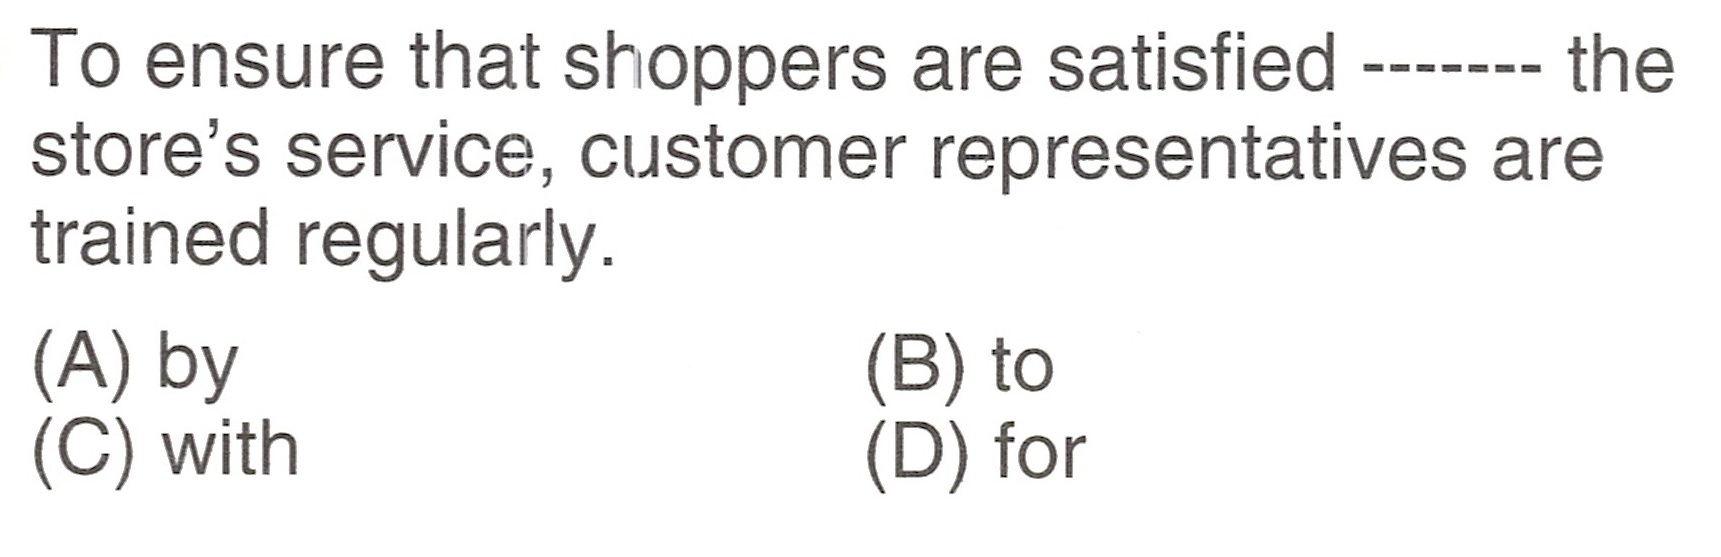 To ensure that shoppers are satisfied ------- the
store's service, customer representatives are
trained regularly.
(A) by
(B) to
(C) with
(D) for